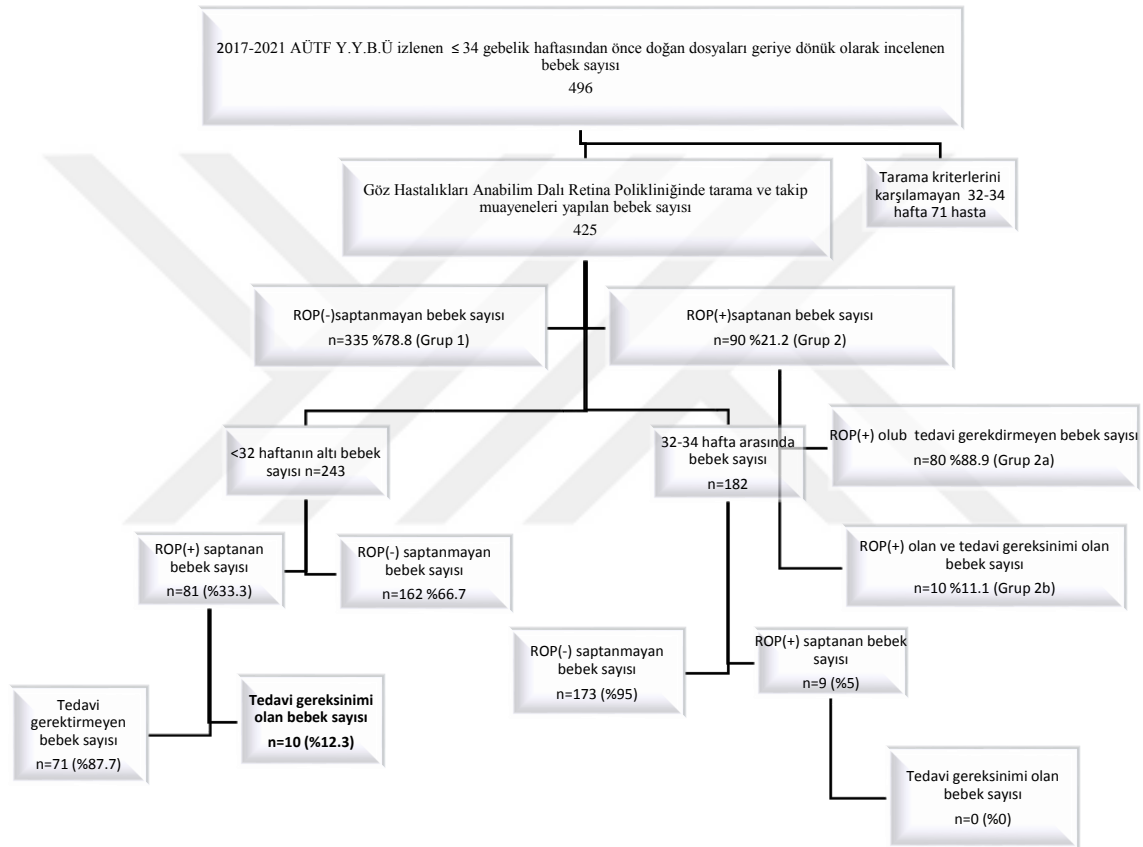 2017-2021 AÜTF Y.Y.B.Ü izlenen ≤ 34 gebelik haftasından önce doğan dosyaları geriye dönük olarak incelenen
bebek sayısı
496
Göz Hastalıkları Anabilim Dalı Retina Polikliniğinde tarama ve takip
muayeneleri yapılan bebek sayısı
425
Tarama kriterlerini
karşılamayan 32-34
hafta 71 hasta
ROP(-)saptanmayan bebek sayısı
n=335 %78.8 (Grup 1)
ROP(+)saptanan bebek sayısı
n=90 %21.2 (Grup 2)
<32 haftanın altı bebek
sayısı n=243
32-34 hafta arasında
bebek sayısı
n=182
ROP(+) olub tedavi gerekdirmeyen bebek sayısı
n=80 %88.9 (Grup 2a)
ROP(+) saptanan
bebek sayısı
n=81 (%33.3)
ROP(-) saptanmayan
bebek sayısı
n=162 %66.7
ROP(+) olan ve tedavi gereksinimi olan
bebek sayısı
n=10 %11.1 (Grup 2b)
ROP(-) saptanmayan
bebek sayısı
n=173 (%95)
ROP(+) saptanan bebek
sayısı
n=9 (%5)
Tedavi
gerektirmeyen
bebek sayısı
n=71 (%87.7)
Tedavi gereksinimi
olan bebek sayısı
n=10 (%12.3)
Tedavi gereksinimi olan
bebek sayısı
n=0 (%0)